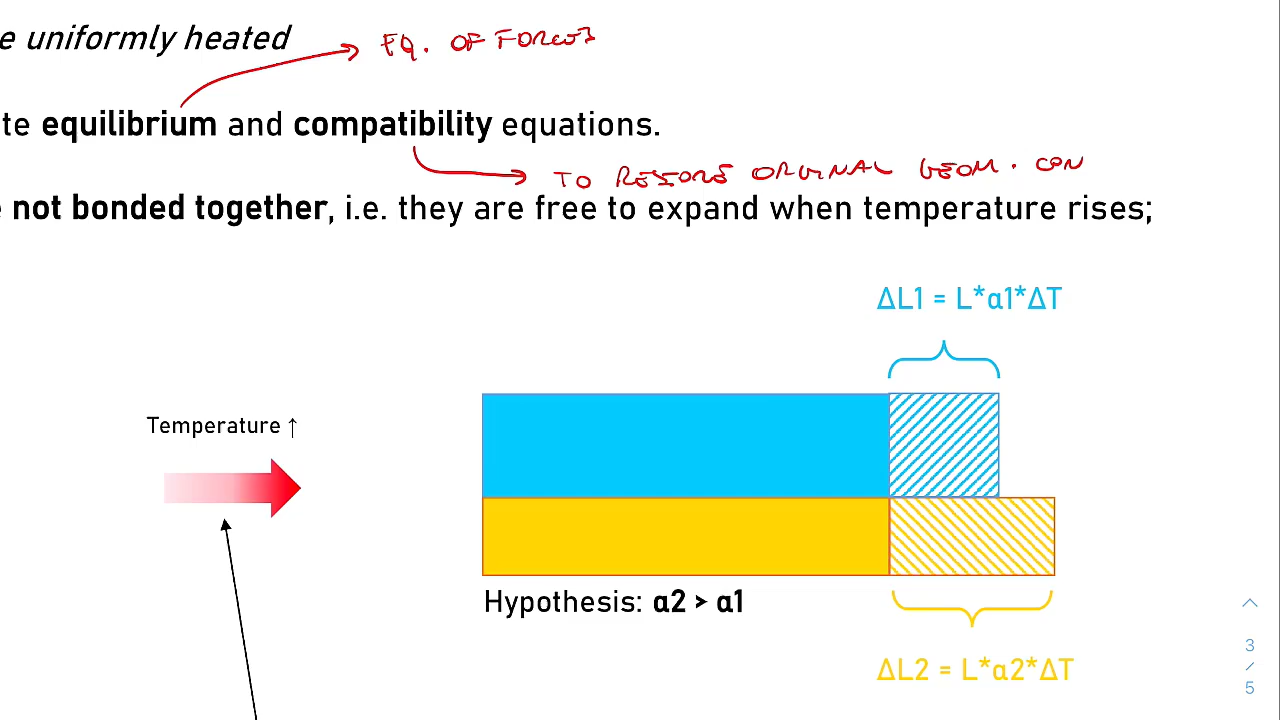 e uniformly heated
EQ. OF FORCES
te equilibrium and compatibility equations.
TO RESTORE ORGINAL GEOM. CON
not bonded together, i.e. they are free to expand when temperature rises;
ΔL1 = L*α1*ΔT
Temperature ↑
Hypothesis: α2 > α1
ΔL2 = L*α2*ΔT
3
/
5